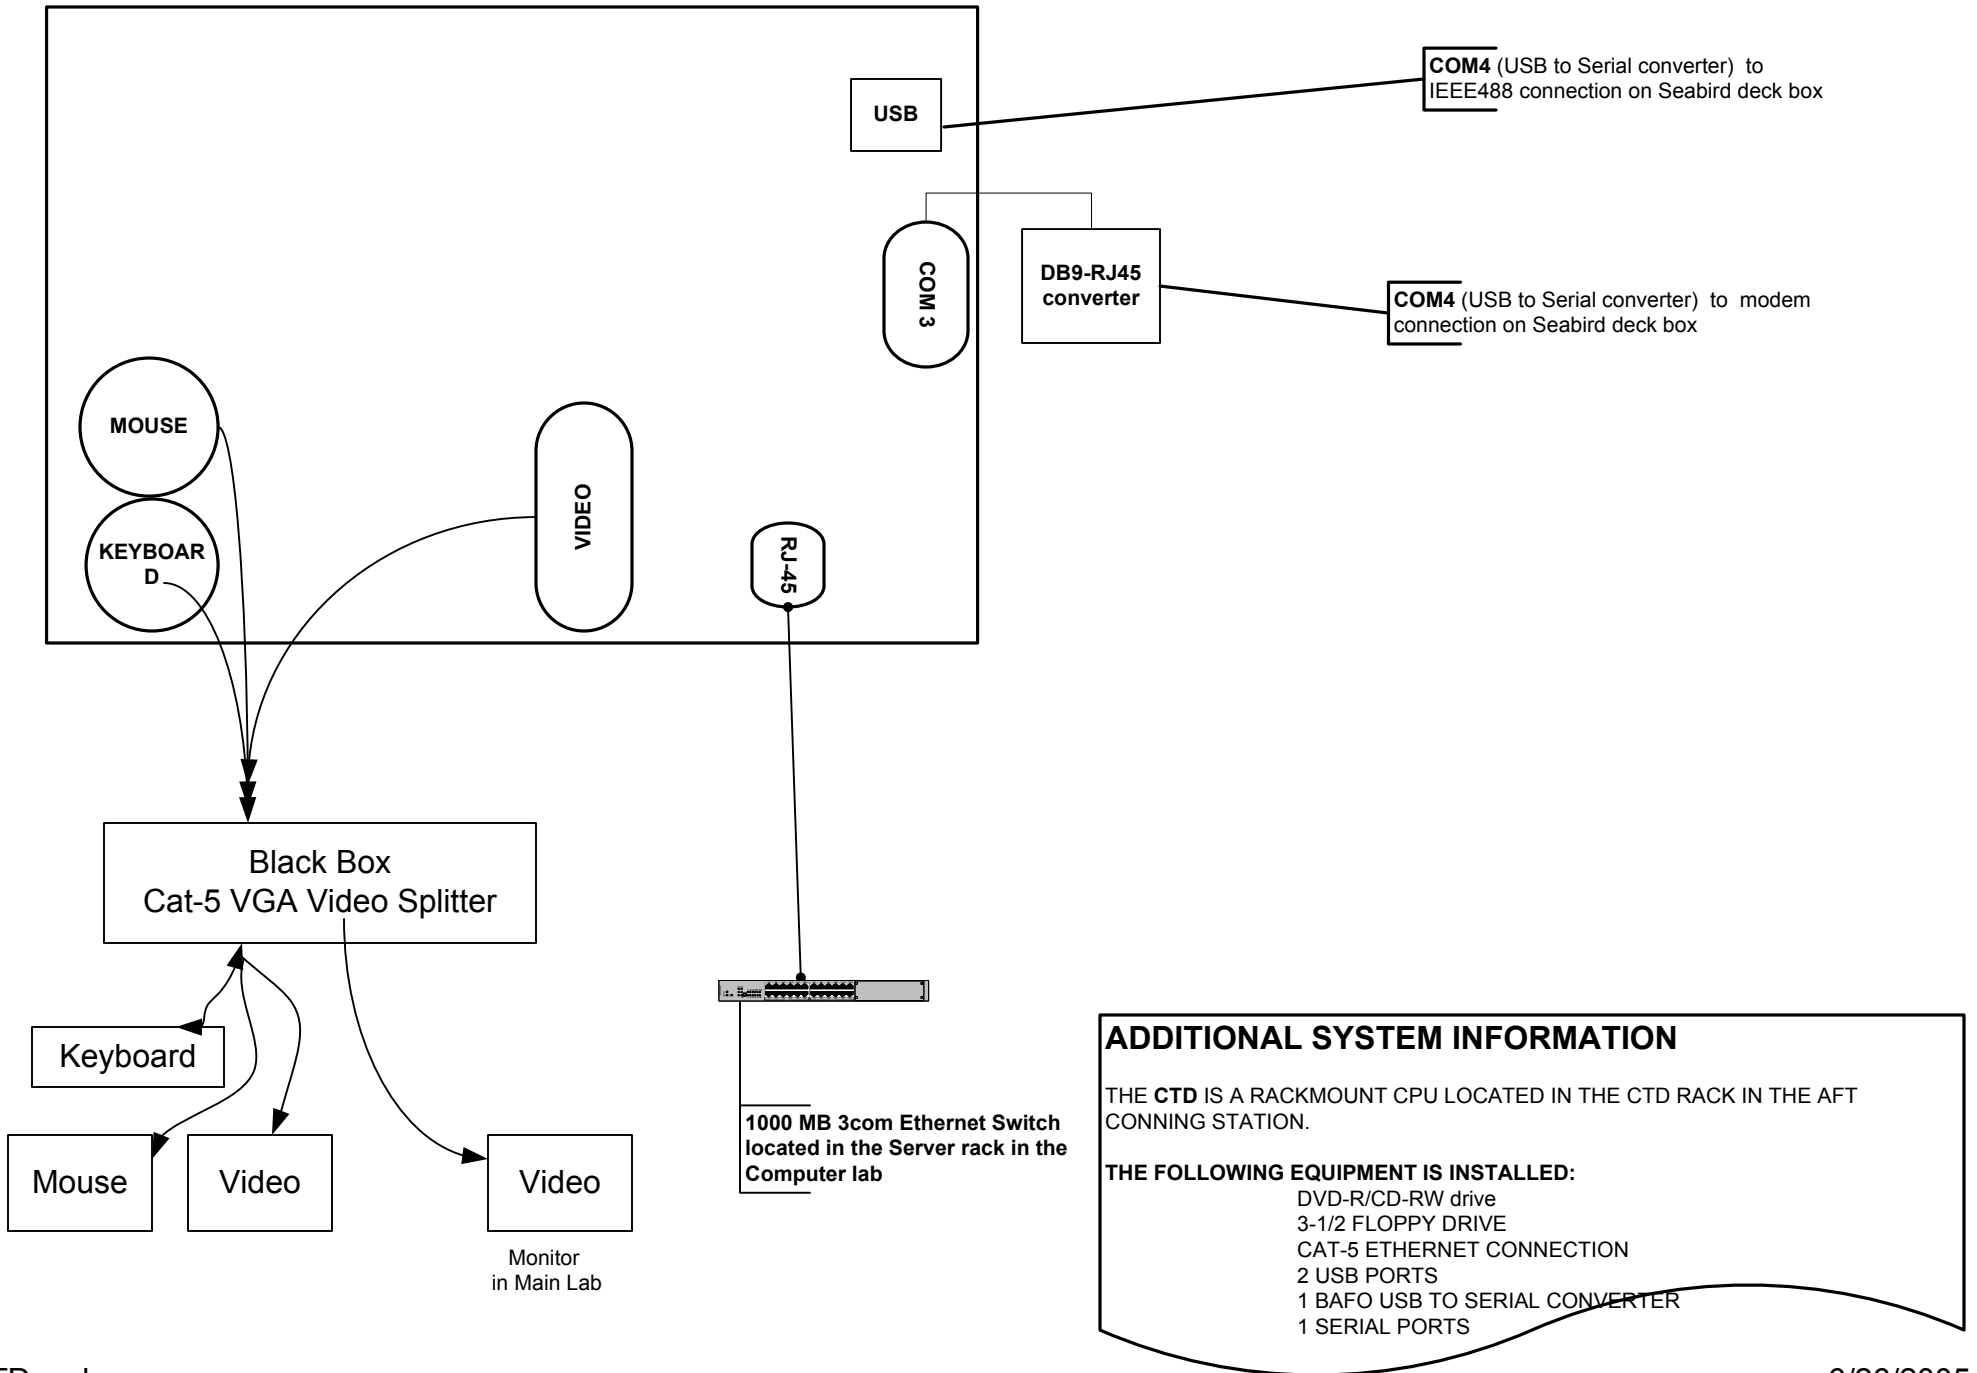 USB
COM4 (USB to Serial converter) to
IEEE488 connection on Seabird deck box
COM 3
DB9-RJ45
converter
COM4 (USB to Serial converter) to modem
connection on Seabird deck box
MOUSE
KEYBOAR
D
VIDEO
RJ-45
Black Box
Cat-5 VGA Video Splitter
Keyboard
Mouse
Video
Video
Monitor
in Main Lab
1000 MB 3com Ethernet Switch
located in the Server rack in the
Computer lab
ADDITIONAL SYSTEM INFORMATION
THE CTD IS A RACKMOUNT CPU LOCATED IN THE CTD RACK IN THE AFT
CONNING STATION.
THE FOLLOWING EQUIPMENT IS INSTALLED:
DVD-R/CD-RW drive
3-1/2 FLOPPY DRIVE
CAT-5 ETHERNET CONNECTION
2 USB PORTS
1 BAFO USB TO SERIAL CONVERTER
1 SERIAL PORTS